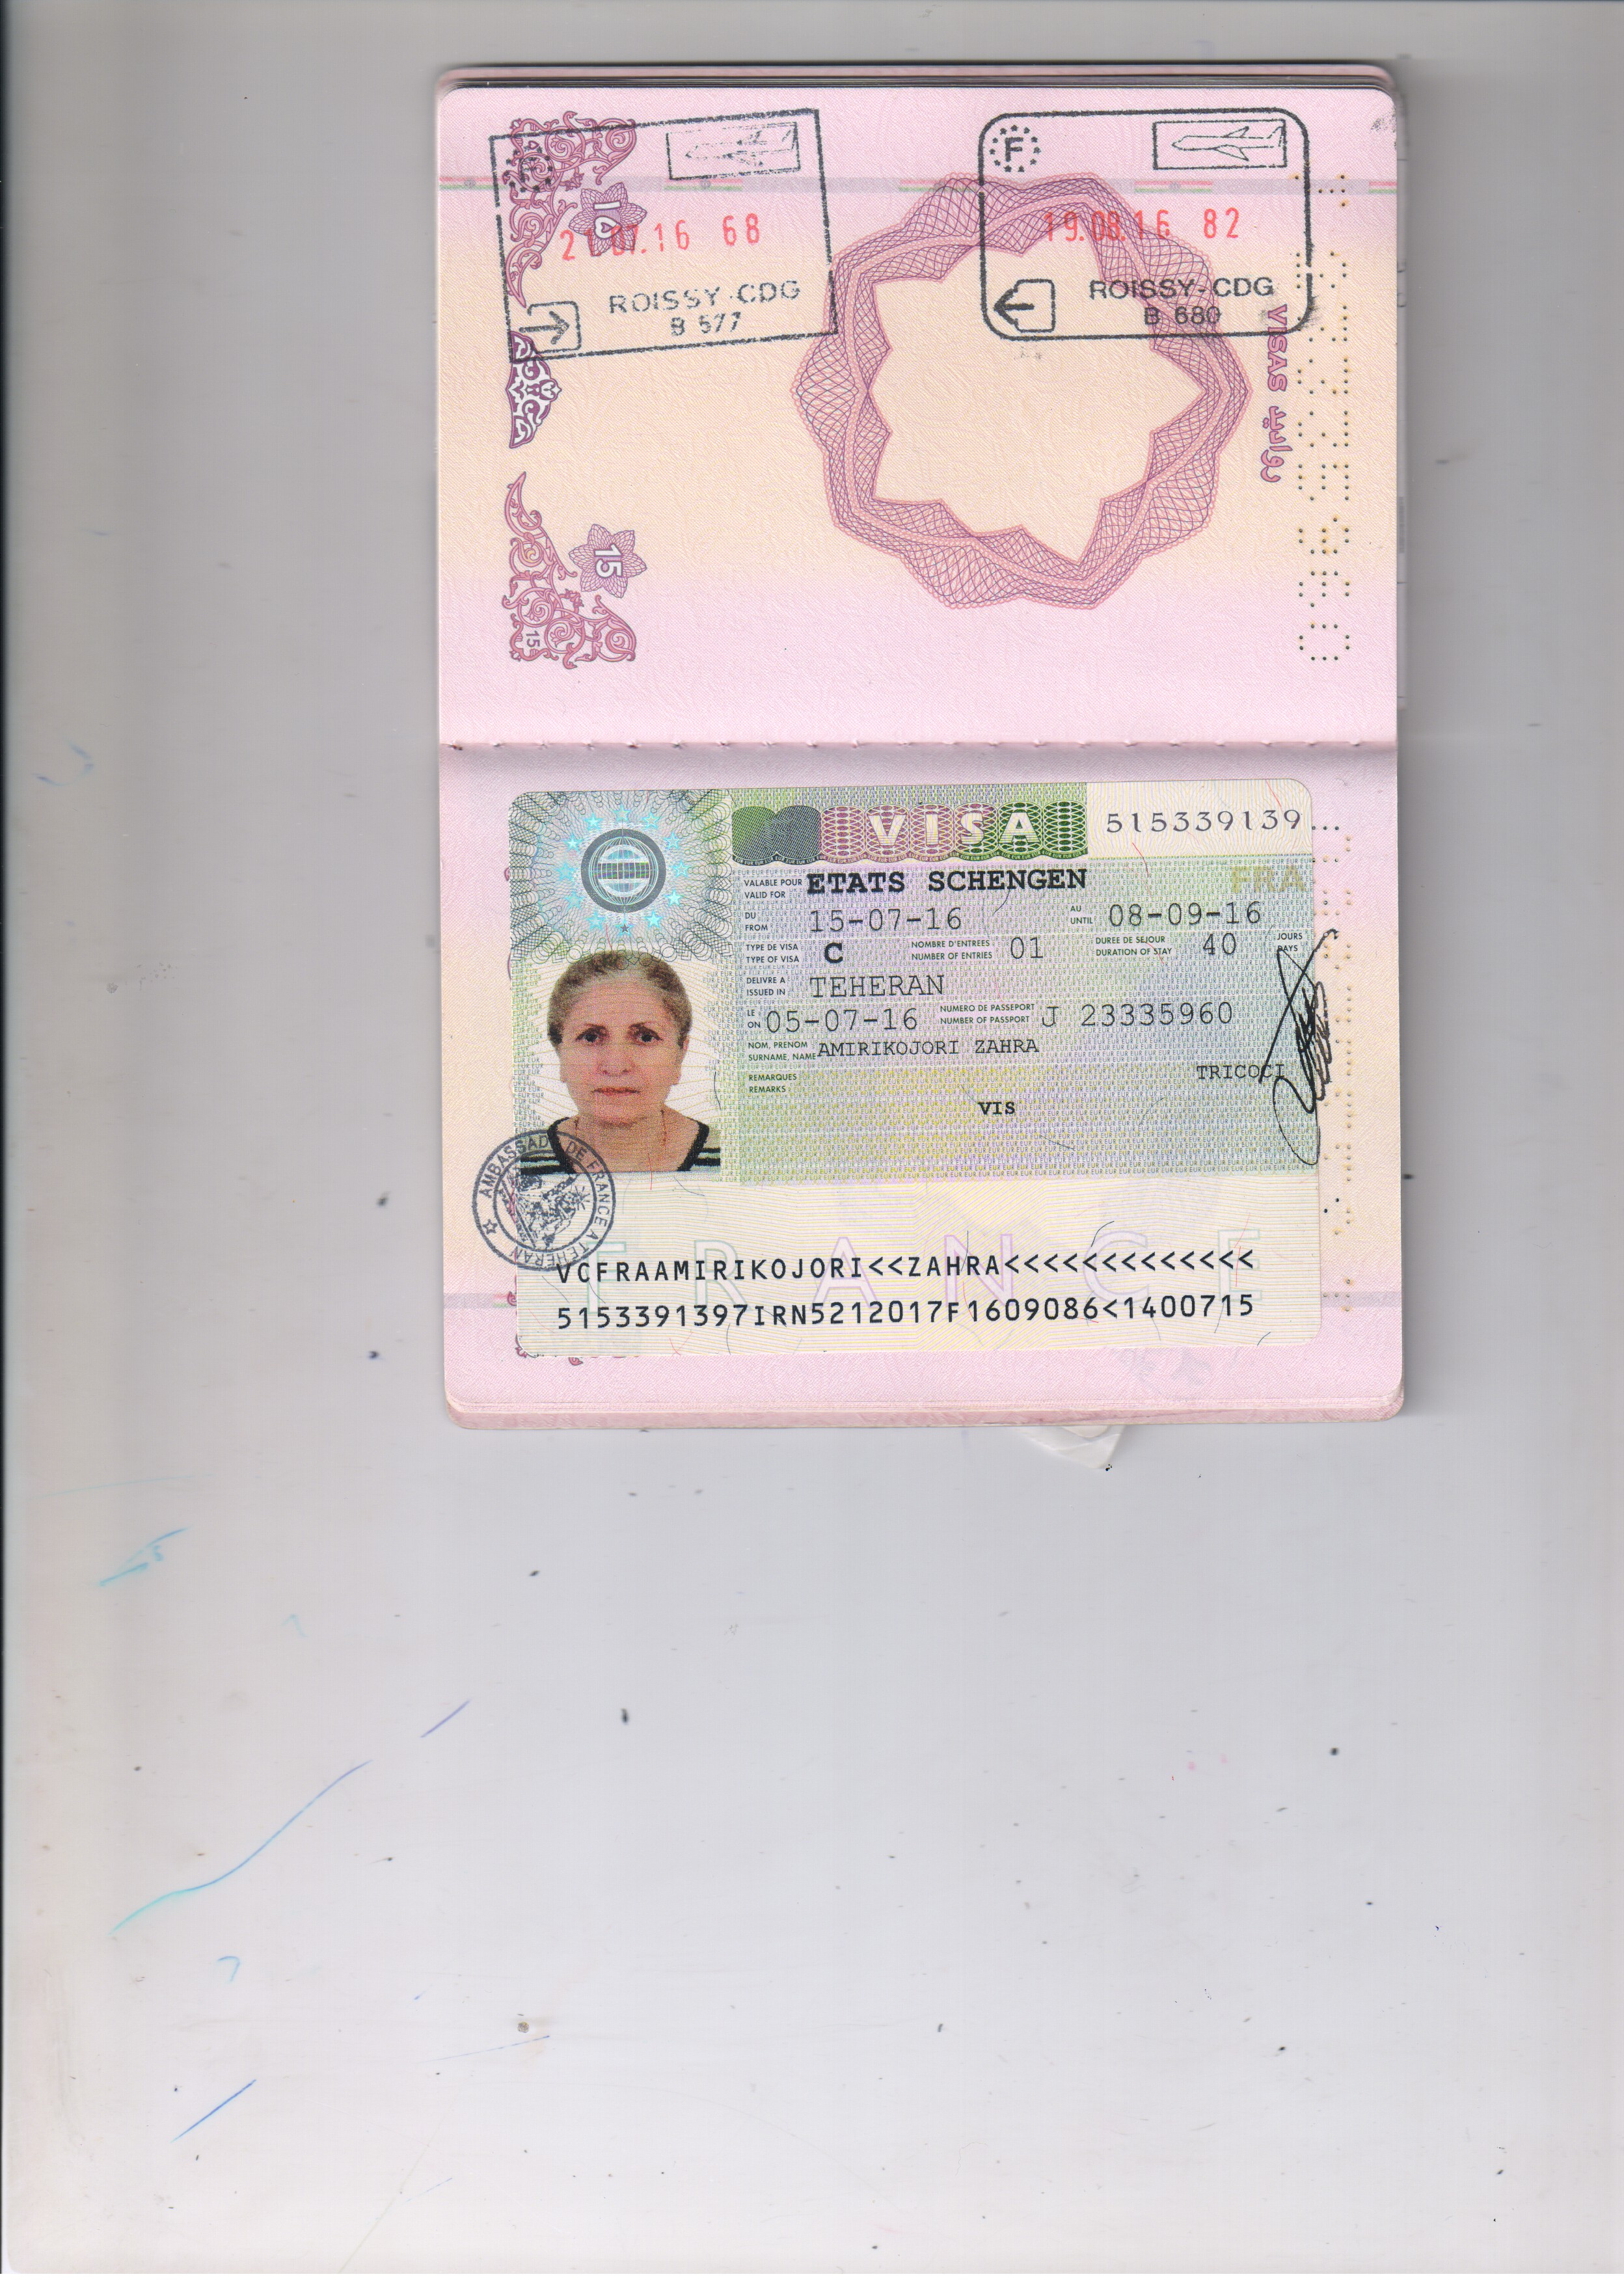 F
21.07.16 68
ROISSY-CDG
B 577
F
19.08.16 82
ROISSY-CDG
B 680
16
VISAS روادید
15
15
VISA
515339139
VALABLE POUR
VALID FOR
ETATS SCHENGEN
FRA
DU
FROM
15-07-16
AU
UNTIL
08-09-16
TYPE DE VISA
TYPE OF VISA
C
NOMBRE D'ENTREES
NUMBER OF ENTRIES
01
DUREE DE SEJOUR
DURATION OF STAY
40
JOURS
DAYS
DELIVRE A
ISSUED IN
TEHERAN
LE
ON
05-07-16
NUMERO DE PASSEPORT
NUMBER OF PASSPORT
J 23335960
NOM, PRENOM
SURNAME, NAME
AMIRIKOJORI ZAHRA
REMARQUES
REMARKS
TRICOCI
VIS
AMBASSADE DE FRANCE A TEHERAN
FRANCE
VCFRAAMIRIKOJORI<<ZAHRA<<<<<<<<<<<<<
5153391397IRN5212017F1609086<1400715